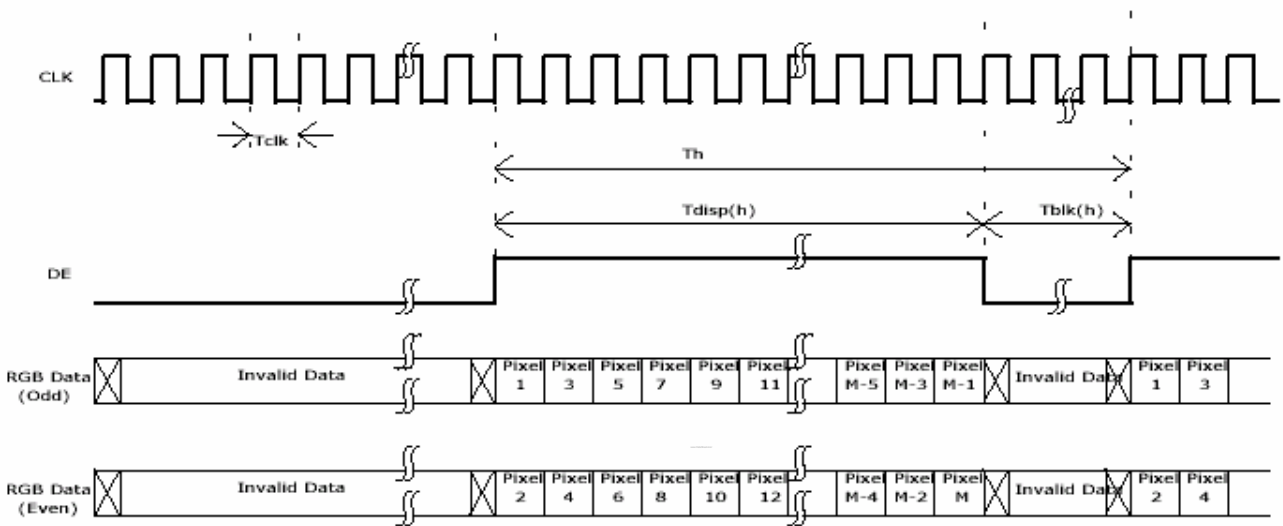 CLK
Tclk
Th
Tdisp(h) Tblk(h)
DE
RGB Data
(Odd)
Invalid Data
Pixel 1 Pixel 3 Pixel 5 Pixel 7 Pixel 9 Pixel 11 Pixel M-5 Pixel M-3 Pixel M-1 Invalid Data Pixel 1 Pixel 3
RGB Data
(Even)
Invalid Data
Pixel 2 Pixel 4 Pixel 6 Pixel 8 Pixel 10 Pixel 12 Pixel M-4 Pixel M-2 Pixel M Invalid Data Pixel 2 Pixel 4